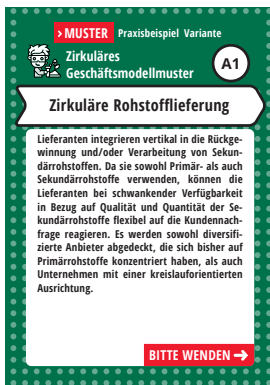 › MUSTER Praxisbeispiel Variante
Zirkuläres
Geschäftsmodellmuster
A1
Zirkuläre Rohstofflieferung
Lieferanten integrieren vertikal in die Rückge-
winnung und/oder Verarbeitung von Sekun-
därrohstoffen. Da sie sowohl Primär- als auch
Sekundärrohstoffe verwenden, können die
Lieferanten bei schwankender Verfügbarkeit
in Bezug auf Qualität und Quantität der Se-
kundärrohstoffe flexibel auf die Kundennach-
frage reagieren. Es werden sowohl diversifi-
zierte Anbieter abgedeckt, die sich bisher auf
Primärrohstoffe konzentriert haben, als auch
Unternehmen mit einer kreislauforientierten
Ausrichtung.
BITTE WENDEN →